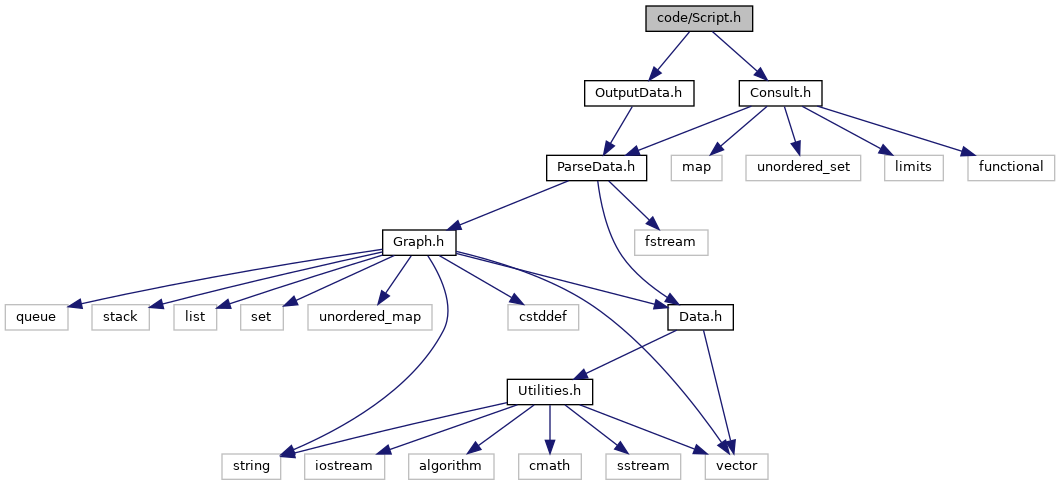 code/Script.h
OutputData.h
Consult.h
ParseData.h
map
unordered_set
limits
functional
Graph.h
fstream
queue
stack
list
set
unordered_map
cstddef
Data.h
Utilities.h
string
iostream
algorithm
cmath
sstream
vector